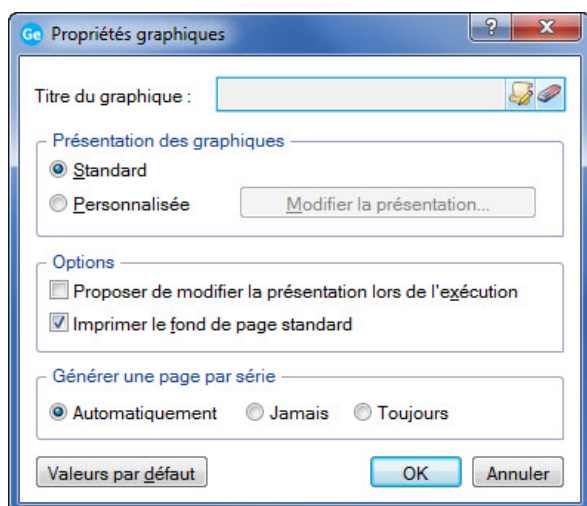 Ge Propriétés graphiques
Titre du graphique :
Présentation des graphiques
Standard
Personnalisée Modifier la présentation...
Options
Proposer de modifier la présentation lors de l'exécution
Imprimer le fond de page standard
Générer une page par série
Automatiquement Jamais Toujours
Valeurs par défaut OK Annuler